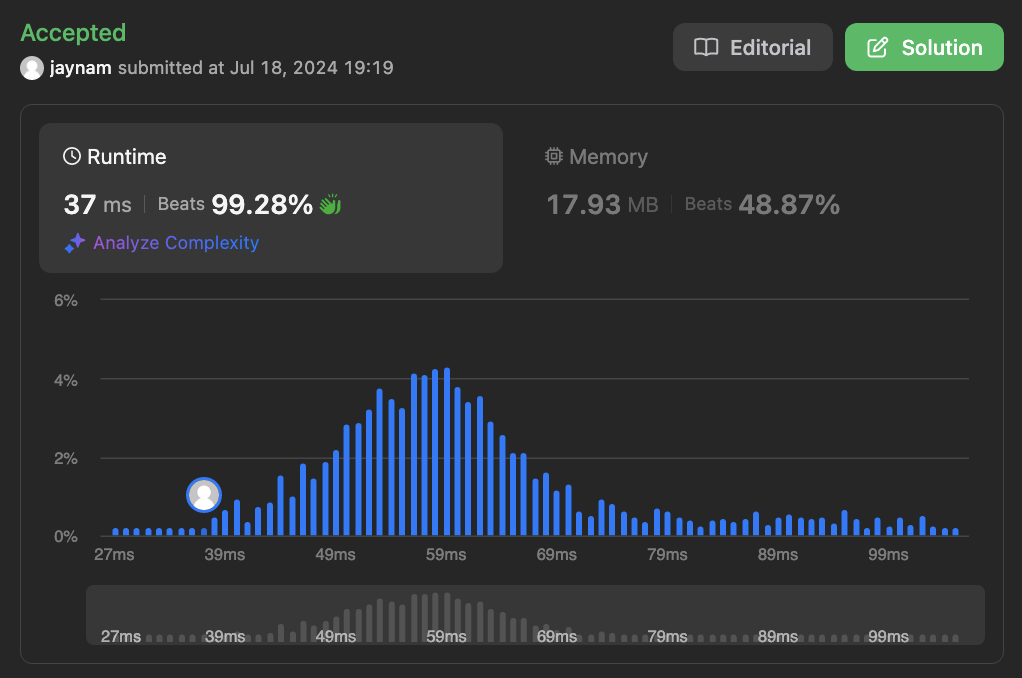 Accepted
jaynam submitted at Jul 18, 2024 19:19
Editorial
Solution
Runtime
37 ms
Beats 99.28%
Analyze Complexity
Memory
17.93 MB
Beats 48.87%
6%
4%
2%
0%
27ms 39ms 49ms 59ms 69ms 79ms 89ms 99ms
27ms 39ms 49ms 59ms 69ms 79ms 89ms 99ms